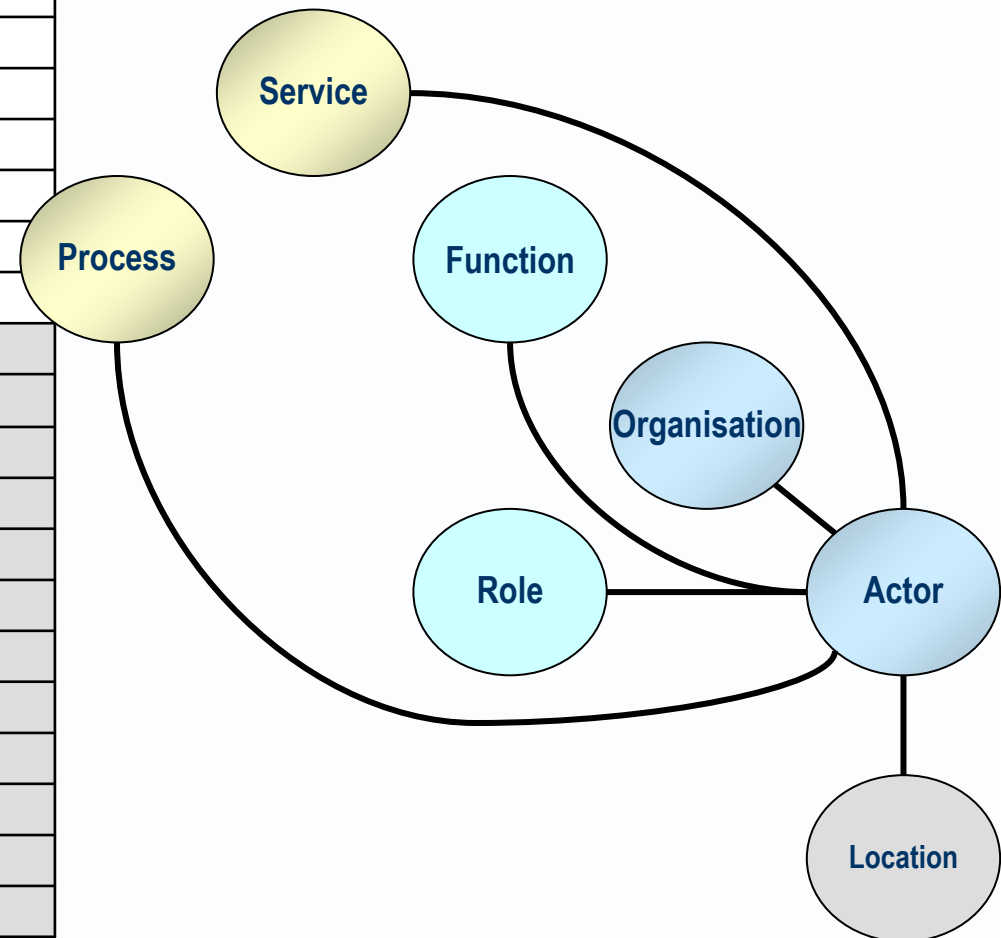 Service
Process
Function
Organisation
Role
Actor
Location